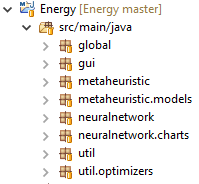 Energy [Energy master]
src/main/java
global
gui
metaheuristic
metaheuristic.models
neuralnetwork
neuralnetwork.charts
util
util.optimizers